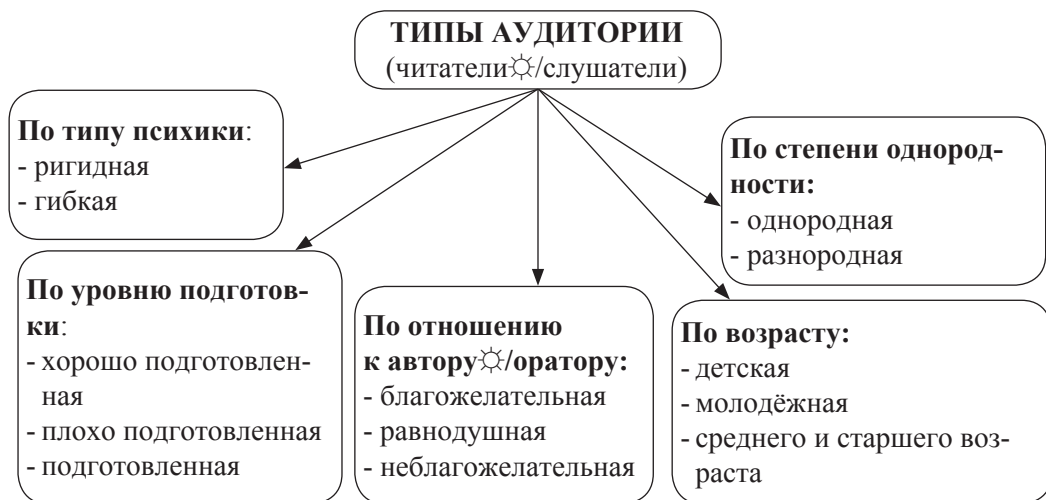 ТИПЫ АУДИТОРИИ
(читатели☼/слушатели)
По типу психики:
- ригидная
- гибкая
По степени однород-
ности:
- однородная
- разнородная
По уровню подготов-
ки:
- хорошо подготовлен-
ная
- плохо подготовленная
- подготовленная
По отношению
к автору☼/оратору:
- благожелательная
- равнодушная
- неблагожелательная
По возрасту:
- детская
- молодёжная
- среднего и старшего воз-
раста